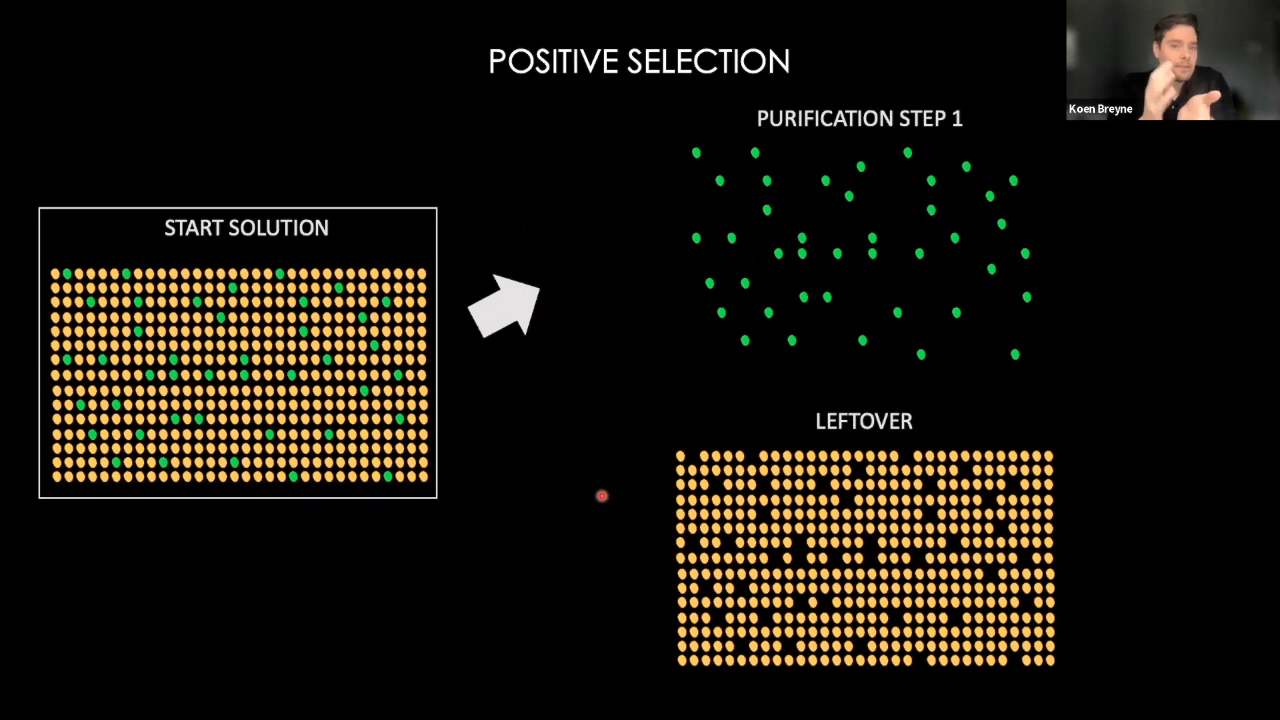 POSITIVE SELECTION
Koen Breyne
PURIFICATION STEP 1
START SOLUTION
LEFTOVER